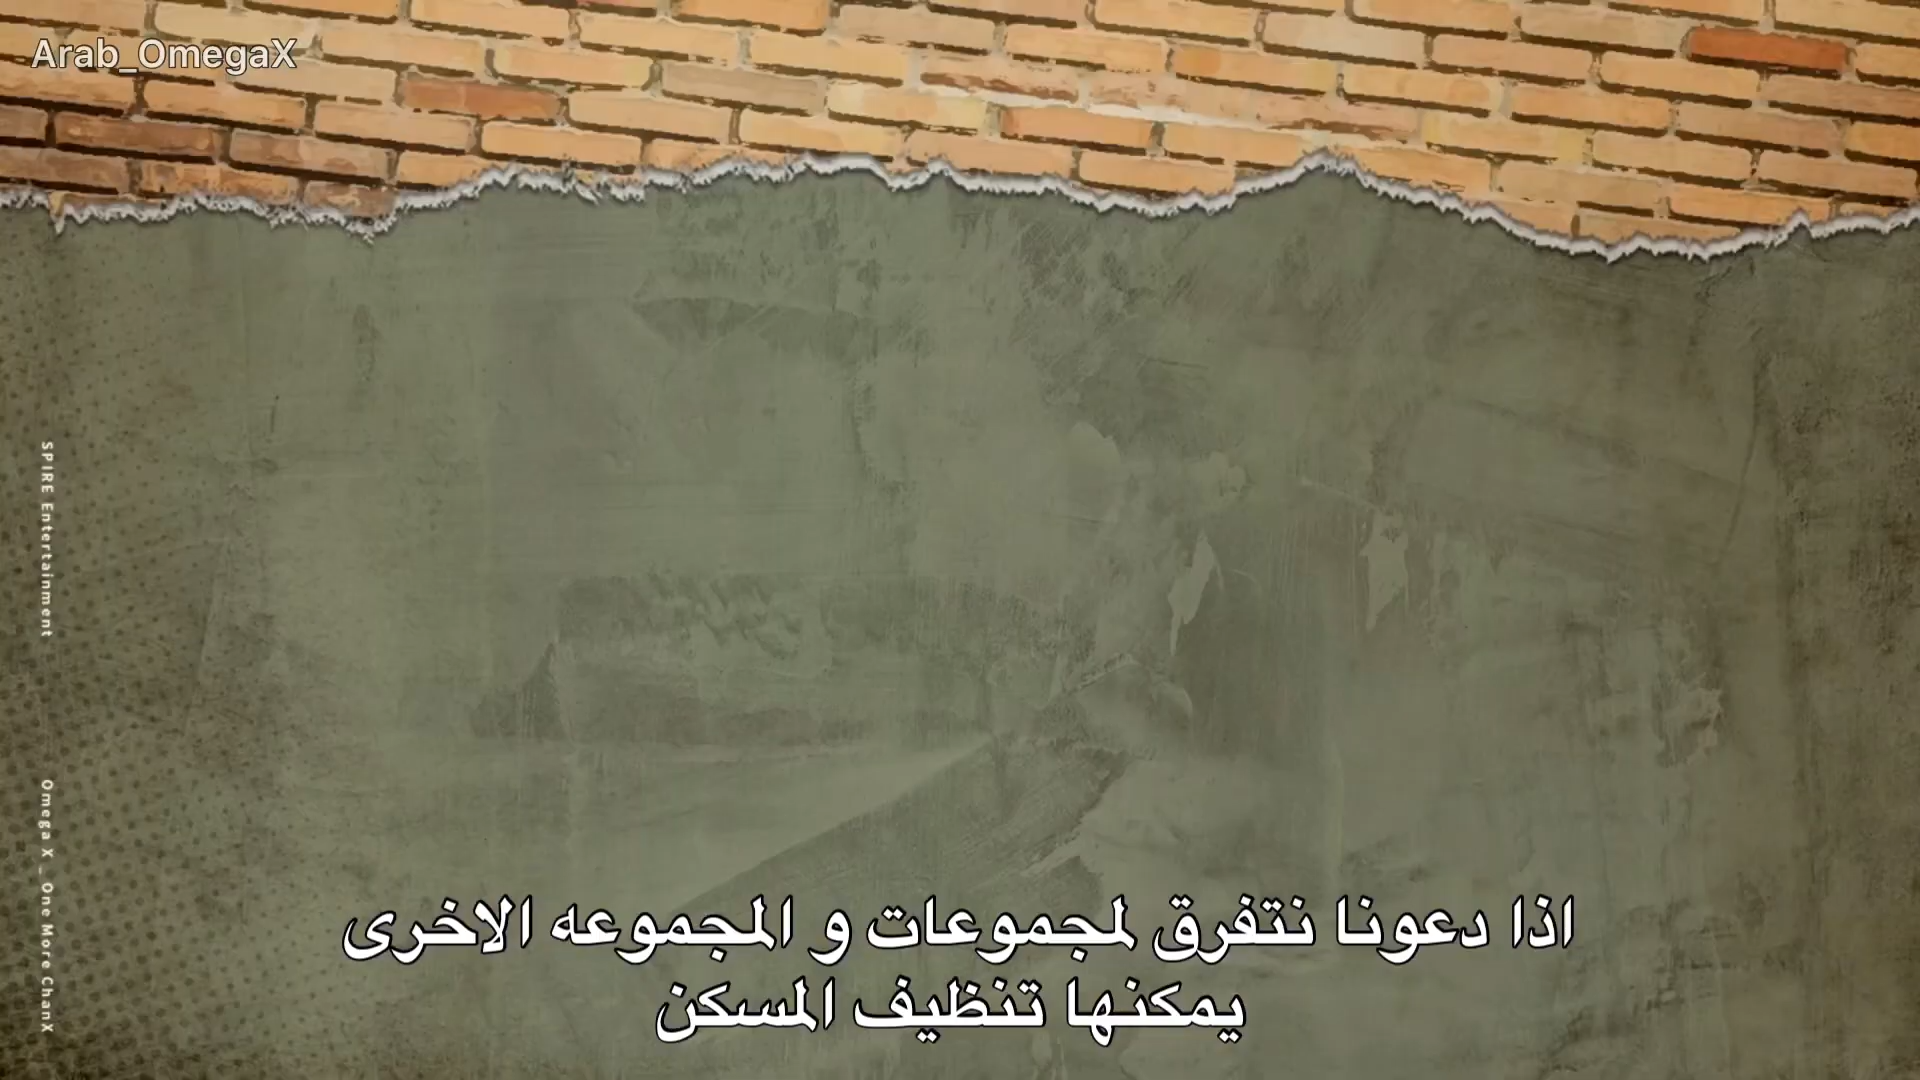 Arab_OmegaX
SPIRE Entertainment
Omega X _ One More ChanX
اذا دعونا نتفرق لمجموعات و المجموعه الاخرى
يمكنها تنظيف المسكن